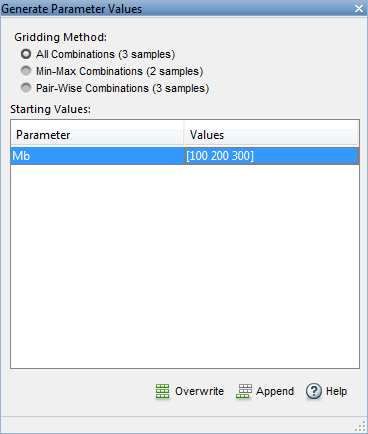 Generate Parameter Values
Gridding Method:
All Combinations (3 samples)
Min-Max Combinations (2 samples)
Pair-Wise Combinations (3 samples)
Starting Values:
Parameter Values
Mb [100 200 300]
Overwrite Append Help